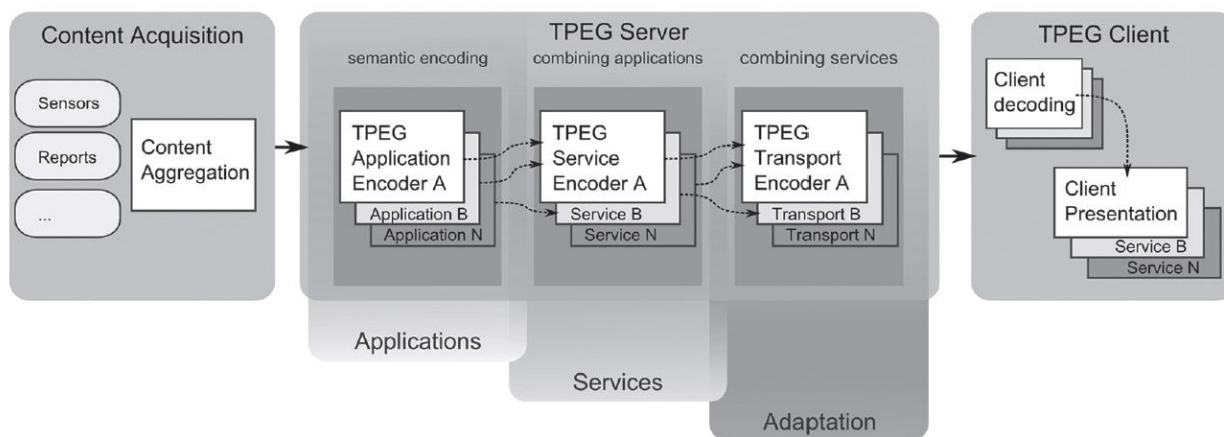 Content Acquisition
Sensors
Reports
...
Content
Aggregation
TPEG Server
semantic encoding
combining applications
combining services
TPEG
Application
Encoder A
Application B
Application N
TPEG
Service
Encoder A
Service B
Service N
TPEG
Transport
Encoder A
Transport B
Transport N
Applications
Services
Adaptation
TPEG Client
Client
decoding
Client
Presentation
Service B
Service N